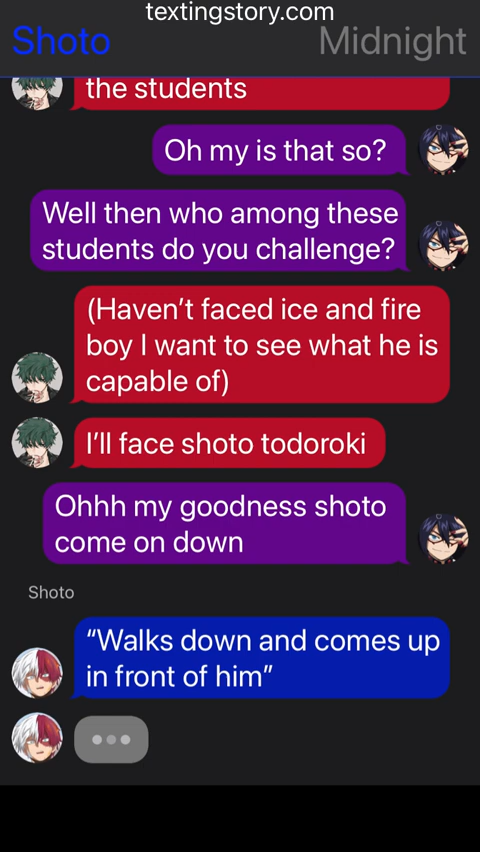 textingstory.com
Shoto Midnight
the students
Oh my is that so?
Well then who among these
students do you challenge?
(Haven’t faced ice and fire
boy I want to see what he is
capable of)
I’ll face shoto todoroki
Ohhh my goodness shoto
come on down
Shoto
“Walks down and comes up
in front of him”